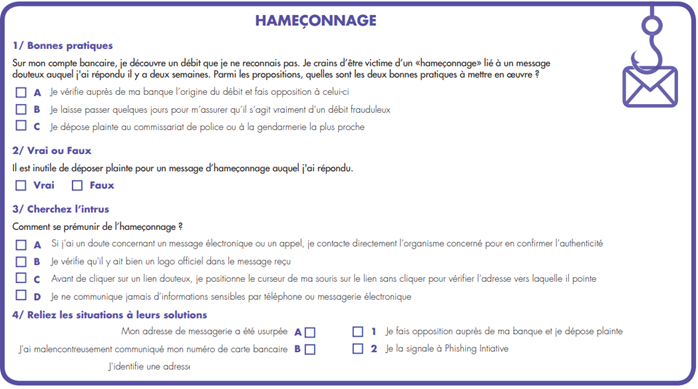 HAMEÇONNAGE
1/ Bonnes pratiques
Sur mon compte bancaire, je découvre un débit que je ne reconnais pas. Je crains d'être victime d'un «hameçonnage» lié à un message
douteux auquel j'ai répondu il y a deux semaines. Parmi les propositions, quelles sont les deux bonnes pratiques à mettre en œuvre ?
A Je vérifie auprès de ma banque l'origine du débit et fais opposition à celui-ci
B Je laisse passer quelques jours pour m'assurer qu'il s'agit vraiment d'un débit frauduleux
C Je dépose plainte au commissariat de police ou à la gendarmerie la plus proche
2/ Vrai ou Faux
Il est inutile de déposer plainte pour un message d'hameçonnage auquel j'ai répondu.
Vrai Faux
3/ Cherchez l'intrus
Comment se prémunir de l'hameçonnage ?
A Si j'ai un doute concernant un message électronique ou un appel, je contacte directement l'organisme concerné pour en confirmer l'authenticité
B Je vérifie qu'il y ait bien un logo officiel dans le message reçu
C Avant de cliquer sur un lien douteux, je positionne le curseur de ma souris sur le lien sans cliquer pour vérifier l'adresse vers laquelle il pointe
D Je ne communique jamais d'informations sensibles par téléphone ou messagerie électronique
4/ Reliez les situations à leurs solutions
Mon adresse de messagerie a été usurpée A 1 Je fais opposition auprès de ma banque et je dépose plainte
J'ai malencontreusement communiqué mon numéro de carte bancaire B 2 Je la signale à Phishing Intiative
J'identifie une adresse